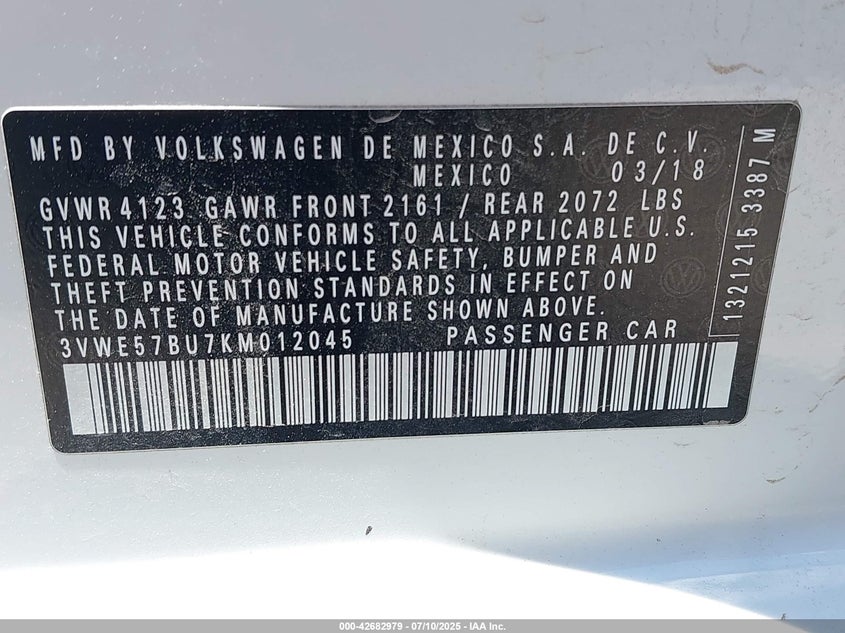 MFD BY VOLKSWAGEN DE MEXICO S.A. DE C.V.
MEXICO 03/18
GVWR 4123 GAWR FRONT 2161 / REAR 2072 LBS
THIS VEHICLE CONFORMS TO ALL APPLICABLE U.S.
FEDERAL MOTOR VEHICLE SAFETY, BUMPER AND
THEFT PREVENTION STANDARDS IN EFFECT ON
THE DATE OF MANUFACTURE SHOWN ABOVE.
3VWE57BU7KM012045 PASSENGER CAR
1321215 3387 M
000-42682979 - 07/10/2025 - IAA Inc.